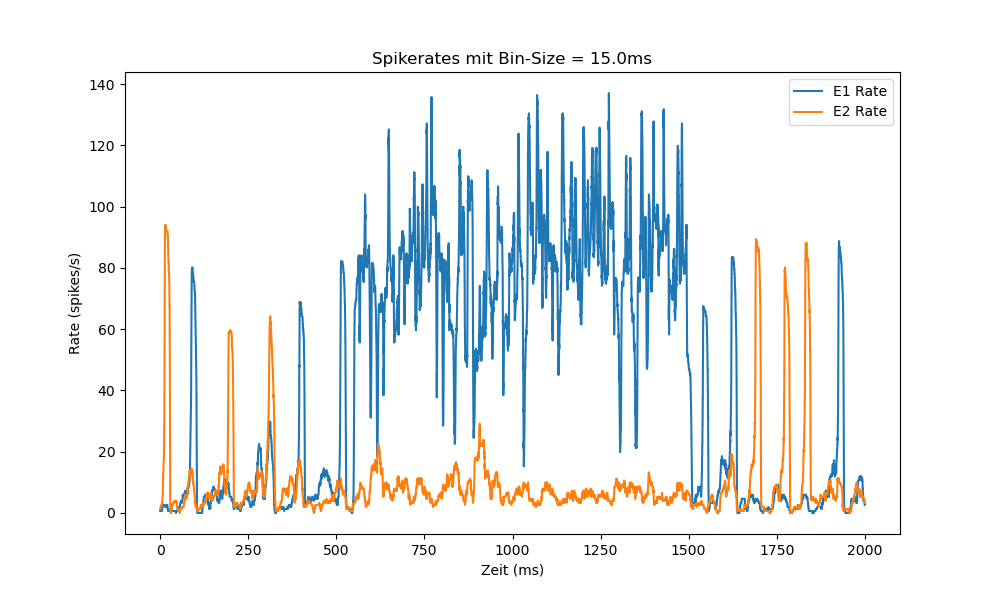 Spikerates mit Bin-Size = 15.0ms
E1 Rate
E2 Rate
140
120
100
80
60
40
20
0
Rate (spikes/s)
0 250 500 750 1000 1250 1500 1750 2000
Zeit (ms)